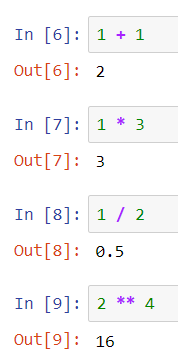 In [6]: 1 + 1
Out[6]: 2
In [7]: 1 * 3
Out[7]: 3
In [8]: 1 / 2
Out[8]: 0.5
In [9]: 2 ** 4
Out[9]: 16